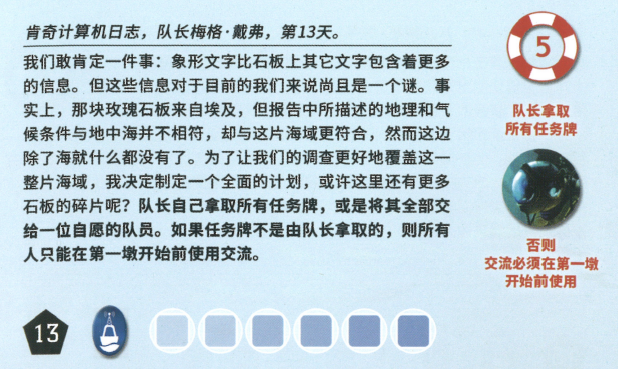 肯奇计算机日志，队长梅格·戴弗，第13天。
我们敢肯定一件事：象形文字比石板上其它文字包含着更多
的信息。但这些信息对于目前的我们来说尚且是一个谜。事
实上，那块玫瑰石板来自埃及，但报告中所描述的地理和气
候条件与地中海并不相符，却与这片海域更符合，然而这边
除了海就什么都没有了。为了让我们的调查更好地覆盖这一
整片海域，我决定制定一个全面的计划，或许这里还有更多
石板的碎片呢？队长自己拿取所有任务牌，或是将其全部交
给一位自愿的队员。如果任务牌不是由队长拿取的，则所有
人只能在第一墩开始前使用交流。
5
队长拿取
所有任务牌
否则
交流必须在第一墩
开始前使用
13